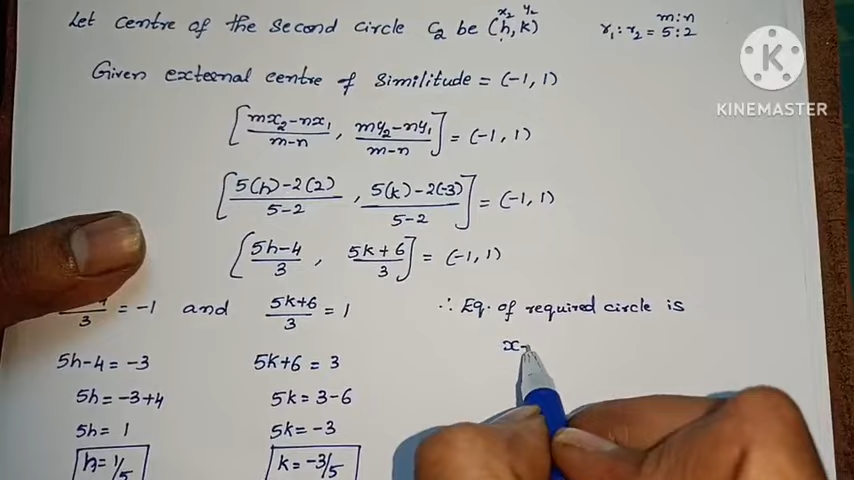 Let centre of the second circle C₂ be (h, k)
x₂ y₂
r₁:r₂ = 5:2
m:n
Given external centre of similitude = (-1, 1)
[(mx₂-nx₁)/(m-n), (my₂-ny₁)/(m-n)] = (-1, 1)
[(5(h)-2(2))/(5-2), (5(k)-2(-3))/(5-2)] = (-1, 1)
[(5h-4)/3, (5k+6)/3] = (-1, 1)
/3 = -1 and (5k+6)/3 = 1
∴ Eq. of required circle is
x-
5h-4 = -3
5k+6 = 3
5h = -3+4
5k = 3-6
5h = 1
5k = -3
h = 1/5
k = -3/5
K
KINEMASTER